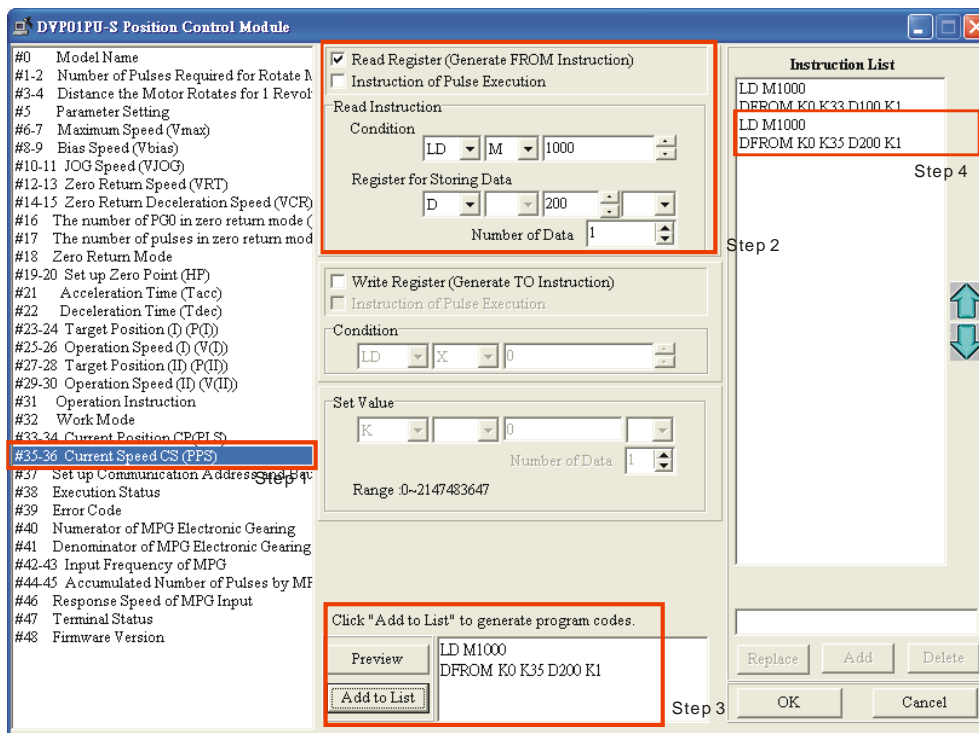 DVP01PU-S Position Control Module
#0 Model Name
#1-2 Number of Pulses Required for Rotate M
#3-4 Distance the Motor Rotates for 1 Revol
#5 Parameter Setting
#6-7 Maximum Speed (Vmax)
#8-9 Bias Speed (Vbias)
#10-11 JOG Speed (VJOG)
#12-13 Zero Return Speed (VRT)
#14-15 Zero Return Deceleration Speed (VCR)
#16 The number of PG0 in zero return mode (
#17 The number of pulses in zero return mod
#18 Zero Return Mode
#19-20 Set up Zero Point (HP)
#21 Acceleration Time (Tacc)
#22 Deceleration Time (Tdec)
#23-24 Target Position (I) (P(I))
#25-26 Operation Speed (I) (V(I))
#27-28 Target Position (II) (P(II))
#29-30 Operation Speed (II) (V(II))
#31 Operation Instruction
#32 Work Mode
#33-34 Current Position CP(PLS)
#35-36 Current Speed CS (PPS)
#37 Set up Communication Address and Bau
Step 1
#38 Execution Status
#39 Error Code
#40 Numerator of MPG Electronic Gearing
#41 Denominator of MPG Electronic Gearing
#42-43 Input Frequency of MPG
#44-45 Accumulated Number of Pulses by MP
#46 Response Speed of MPG Input
#47 Terminal Status
#48 Firmware Version
Read Register (Generate FROM Instruction)
Instruction of Pulse Execution
Read Instruction
Condition
LD M 1000
Register for Storing Data
D 200
Number of Data 1
Step 2
Write Register (Generate TO Instruction)
Instruction of Pulse Execution
Condition
LD X 0
Set Value
K 0
Number of Data 1
Range :0~2147483647
Click "Add to List" to generate program codes.
Preview
Add to List
LD M1000
DFROM K0 K35 D200 K1
Step 3
Instruction List
LD M1000
DFROM K0 K33 D100 K1
LD M1000
DFROM K0 K35 D200 K1
Step 4
Replace Add Delete
OK Cancel